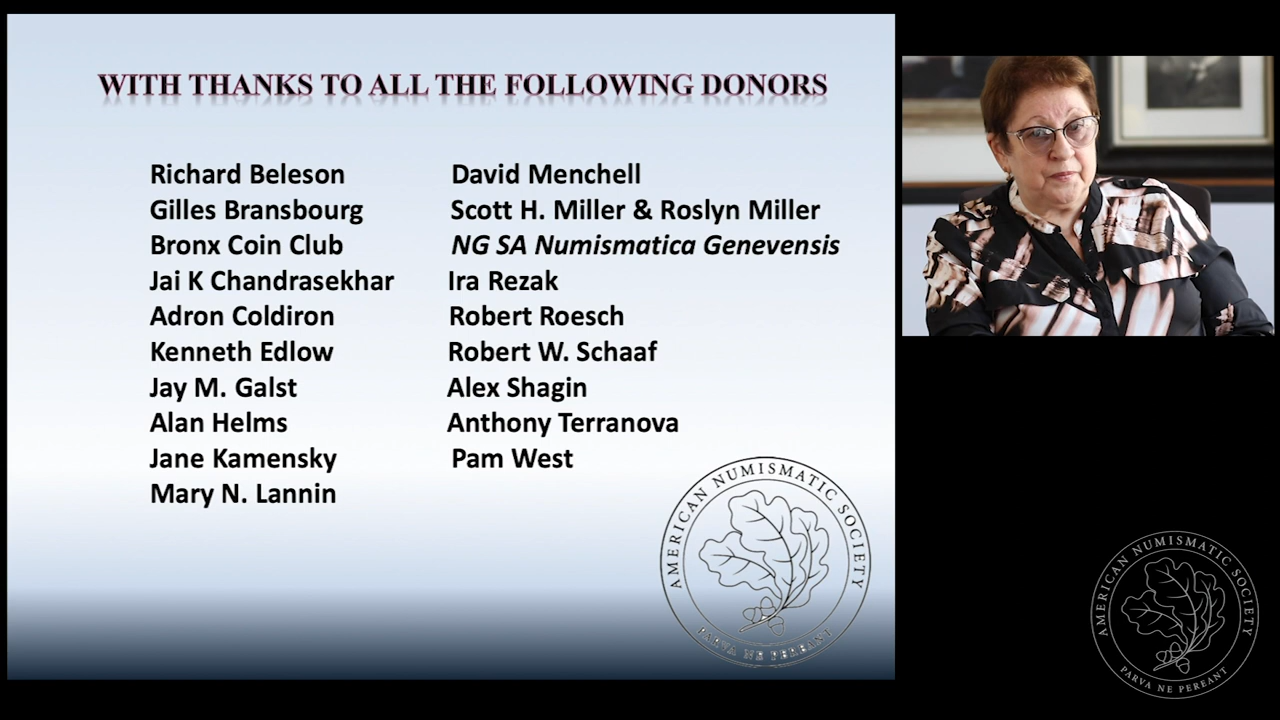 WITH THANKS TO ALL THE FOLLOWING DONORS
Richard Beleson
Gilles Bransbourg
Bronx Coin Club
Jai K Chandrasekhar
Adron Coldiron
Kenneth Edlow
Jay M. Galst
Alan Helms
Jane Kamensky
Mary N. Lannin
David Menchell
Scott H. Miller & Roslyn Miller
NG SA Numismatica Genevensis
Ira Rezak
Robert Roesch
Robert W. Schaaf
Alex Shagin
Anthony Terranova
Pam West
AMERICAN NUMISMATIC SOCIETY
PARVA NE PEREANT
AMERICAN NUMISMATIC SOCIETY
PARVA NE PEREANT